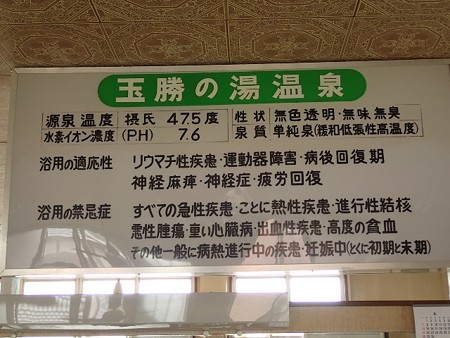 玉勝の湯温泉
源泉温度 摂氏 47.5度 性状 無色透明・無味無臭
水素イオン濃度 (P.H) 7.6 泉質 単純泉(緩和低張性高温度)
浴用の適応性 リウマチ性疾患・運動器障害・病後回復期
神経麻痺・神経症・疲労回復
浴用の禁忌症 すべての急性疾患・ことに熱性疾患・進行性結核
悪性腫瘍・重い心臓病・出血性疾患・高度の貧血
その他一般に病熱進行中の疾患・妊娠中(とくに初期と末期)